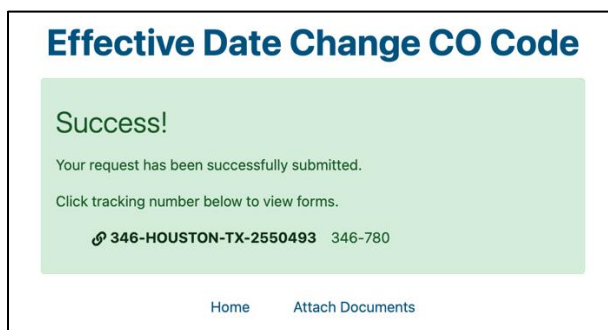 Effective Date Change CO Code
Success!
Your request has been successfully submitted.
Click tracking number below to view forms.
346-HOUSTON-TX-2550493 346-780
Home Attach Documents